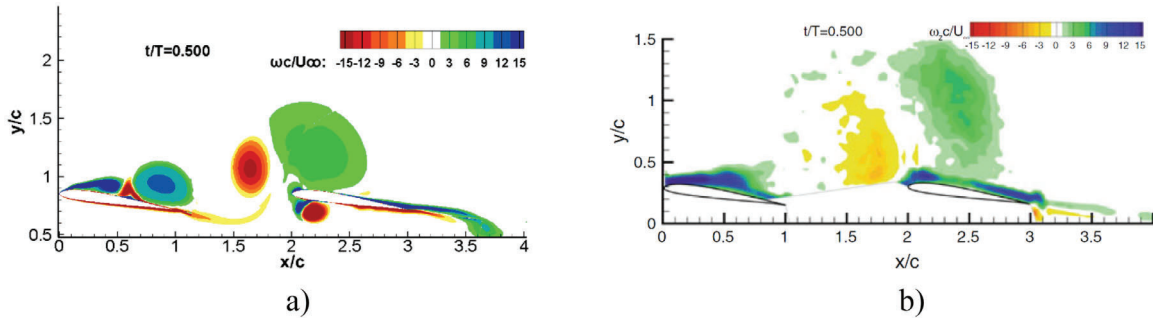 t/T=0.500
ωc/U∞: -15 -12 -9 -6 -3 0 3 6 9 12 15
y/c
2
1.5
1
0.5
0 0.5 1 1.5 2 2.5 3 3.5 4
x/c
a)
t/T=0.500
ω_z c/U_
-15 -12 -9 -6 -3 0 3 6 9 12 15
y/c
1.5
1
0.5
0
0 0.5 1 1.5 2 2.5 3 3.5
x/c
b)